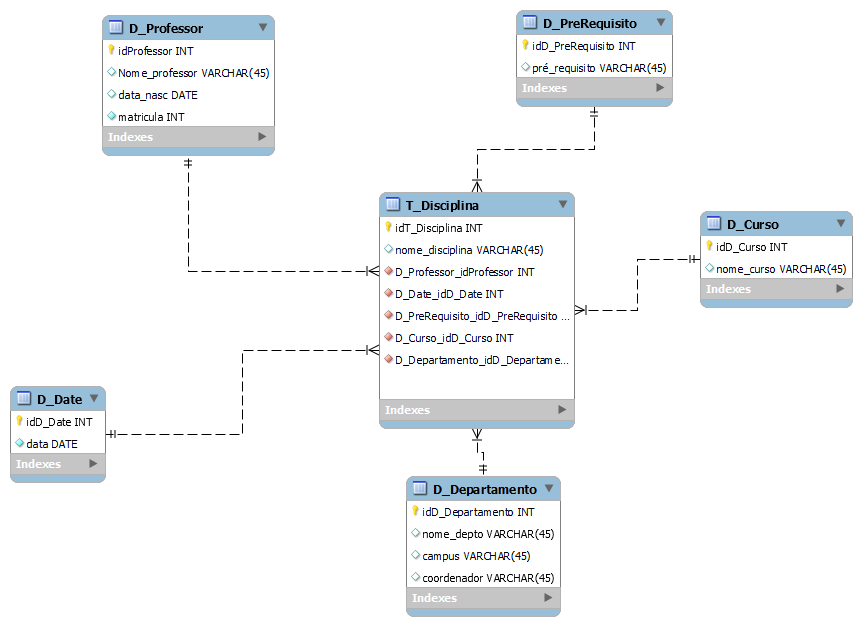 D_Professor
idProfessor INT
Nome_professor VARCHAR(45)
data_nasc DATE
matricula INT
Indexes
D_PreRequisito
idD_PreRequisito INT
pré_requisito VARCHAR(45)
Indexes
T_Disciplina
idT_Disciplina INT
nome_disciplina VARCHAR(45)
D_Professor_idProfessor INT
D_Date_idD_Date INT
D_PreRequisito_idD_PreRequisito ...
D_Curso_idD_Curso INT
D_Departamento_idD_Departame...
Indexes
D_Curso
idD_Curso INT
nome_curso VARCHAR(45)
Indexes
D_Date
idD_Date INT
data DATE
Indexes
D_Departamento
idD_Departamento INT
nome_depto VARCHAR(45)
campus VARCHAR(45)
coordenador VARCHAR(45)
Indexes